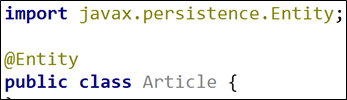 import javax.persistence.Entity;
@Entity
public class Article {